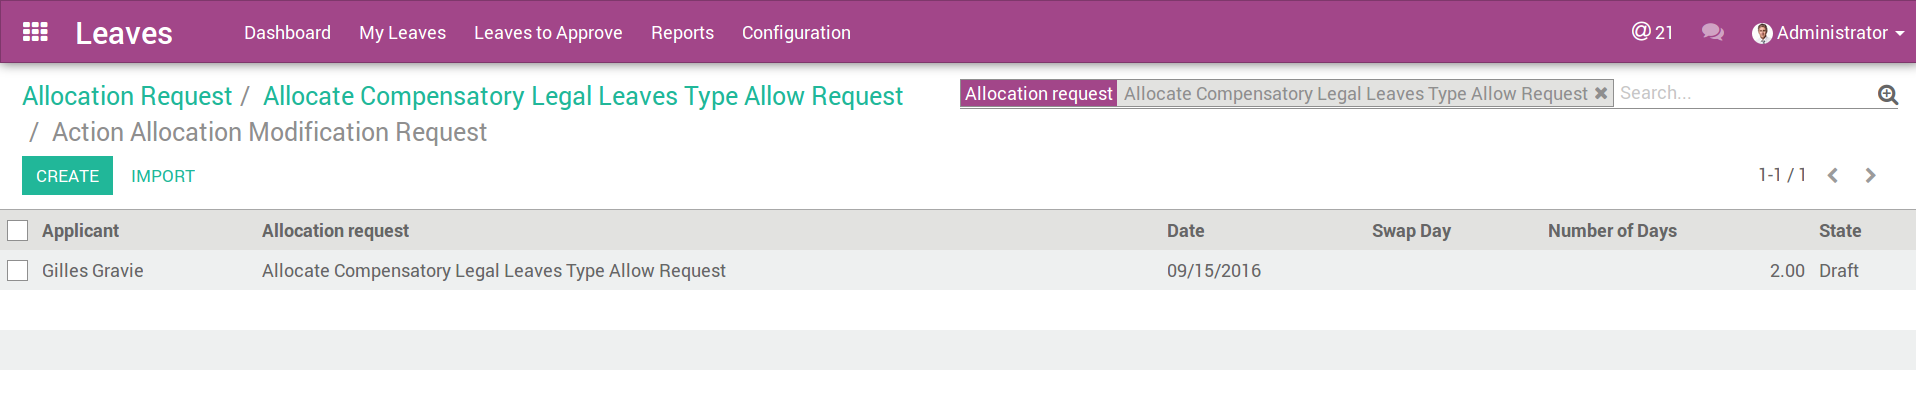 Leaves Dashboard My Leaves Leaves to Approve Reports Configuration @ 21 Administrator
Allocation Request / Allocate Compensatory Legal Leaves Type Allow Request
/ Action Allocation Modification Request
Allocation request Allocate Compensatory Legal Leaves Type Allow Request Search...
CREATE IMPORT 1-1 / 1
Applicant Allocation request Date Swap Day Number of Days State
Gilles Gravie Allocate Compensatory Legal Leaves Type Allow Request 09/15/2016 2.00 Draft